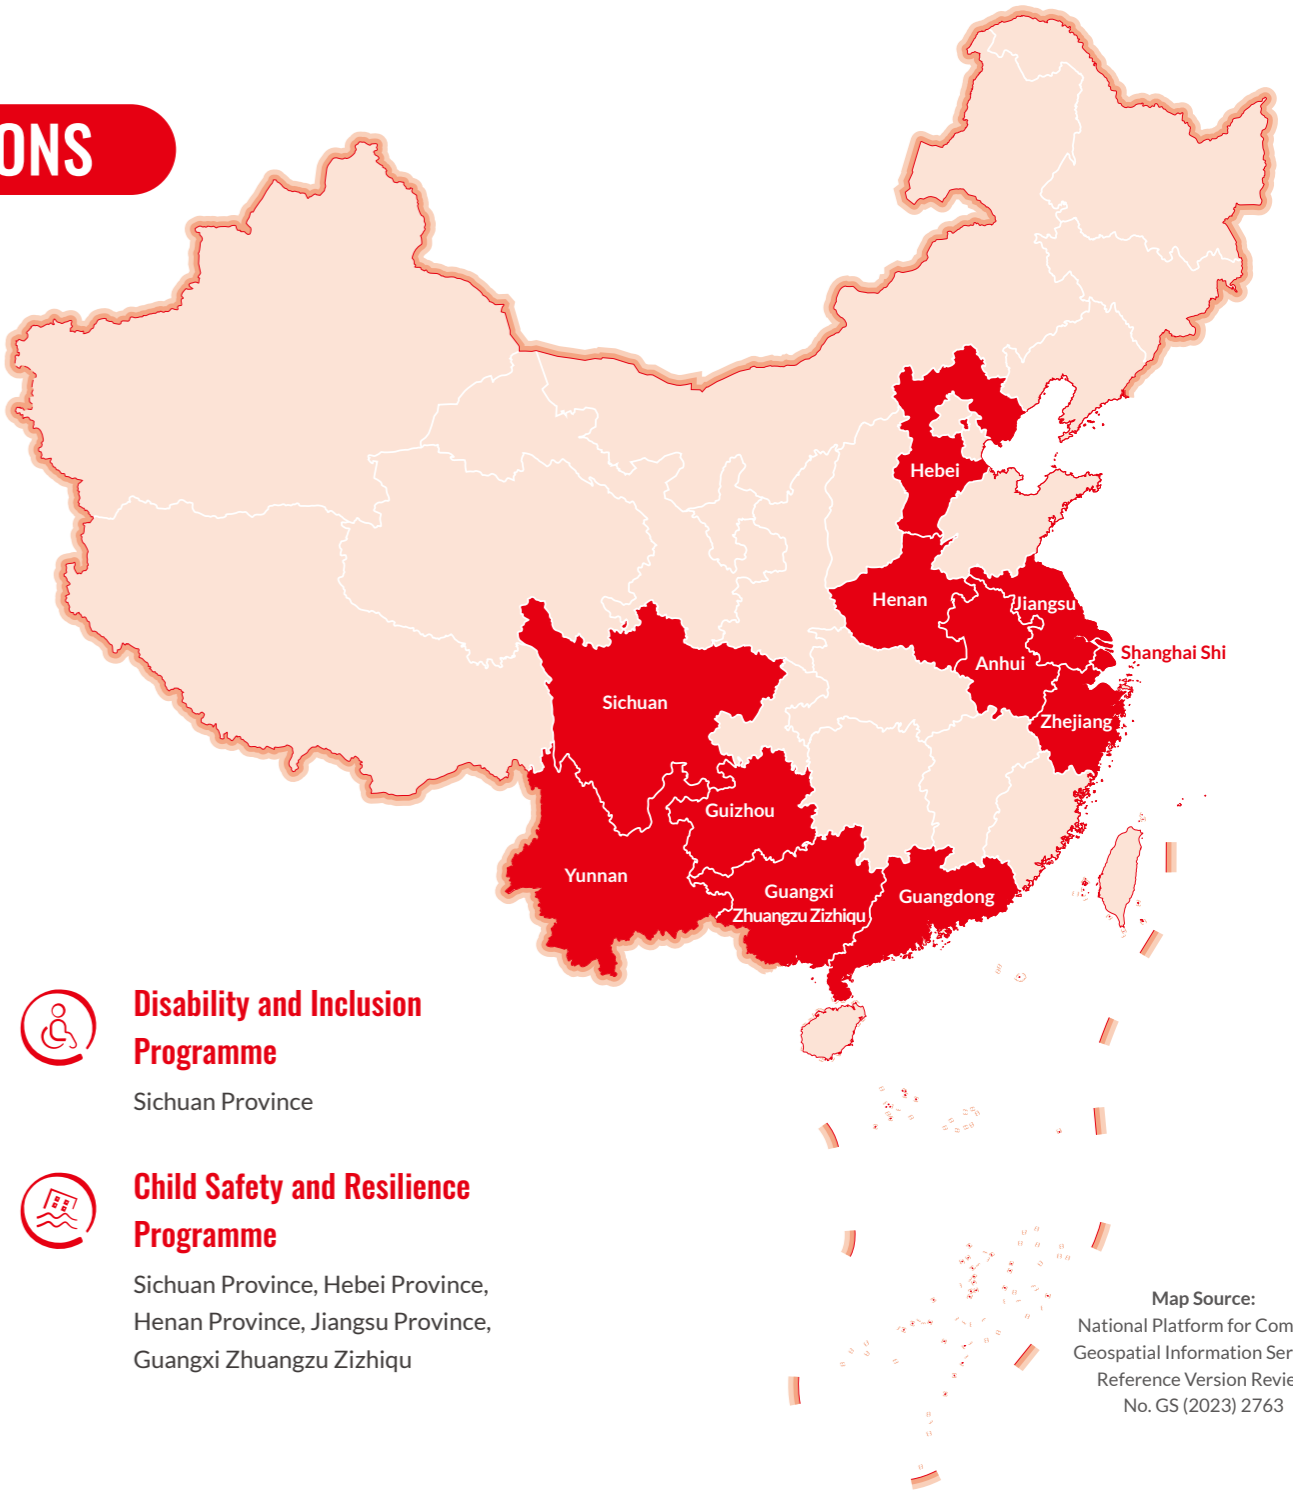 ONS
Hebei
Henan
Jiangsu
Shanghai Shi
Anhui
Sichuan
Zhejiang
Guizhou
Yunnan
Guangxi
Zhuangzu Zizhiqu
Guangdong
Disability and Inclusion
Programme
Sichuan Province
Child Safety and Resilience
Programme
Sichuan Province, Hebei Province,
Henan Province, Jiangsu Province,
Guangxi Zhuangzu Zizhiqu
Map Source:
National Platform for Com
Geospatial Information Ser
Reference Version Revie
No. GS (2023) 2763